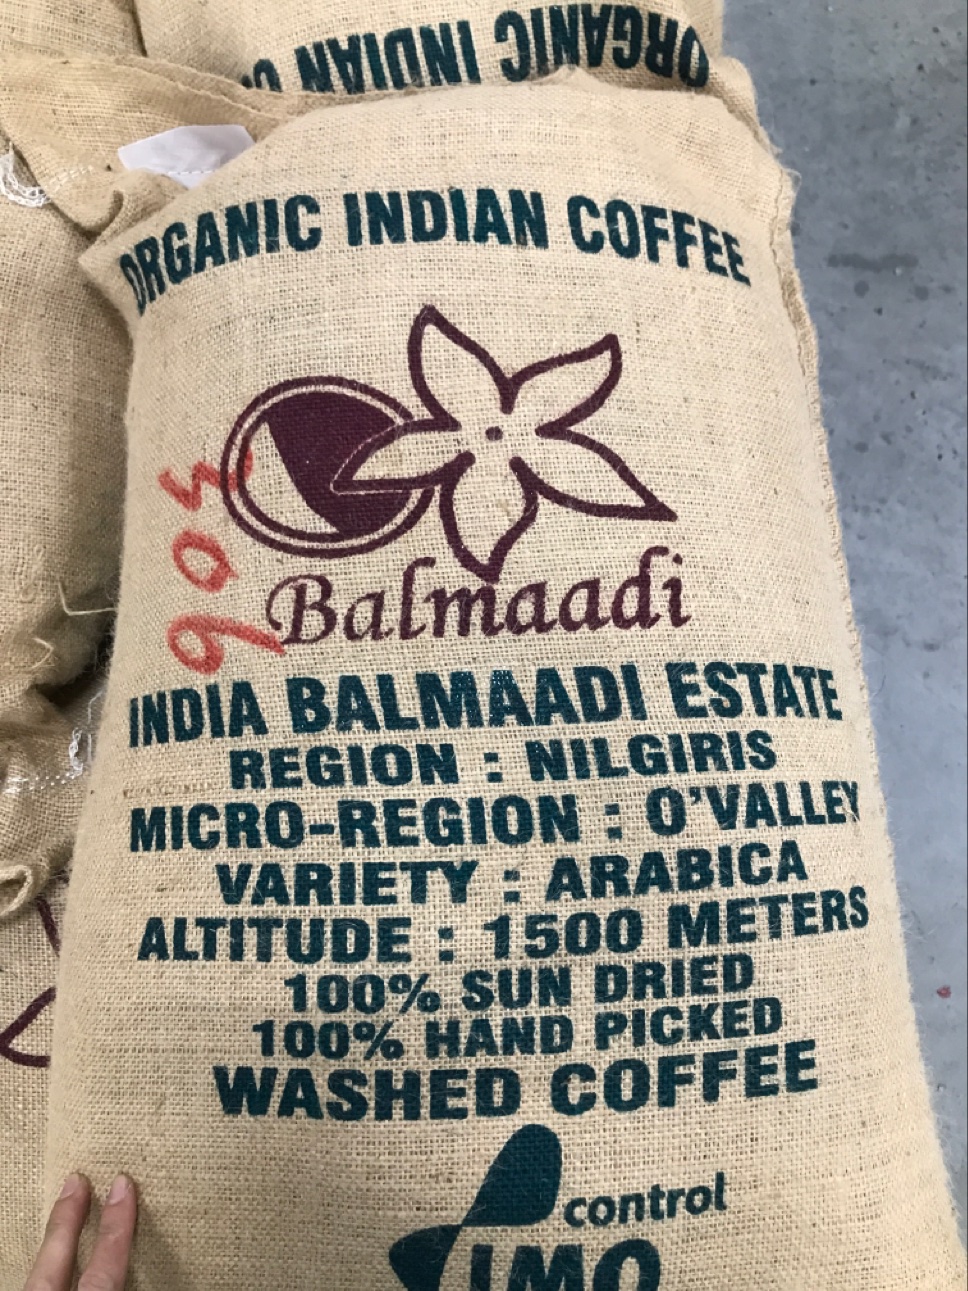 ORGANIC INDIAN
ORGANIC INDIAN COFFEE
905
Balmaadi
INDIA BALMAADI ESTATE
REGION : NILGIRIS
MICRO-REGION : O'VALLEY
VARIETY : ARABICA
ALTITUDE : 1500 METERS
100% SUN DRIED
100% HAND PICKED
WASHED COFFEE
control
IMO